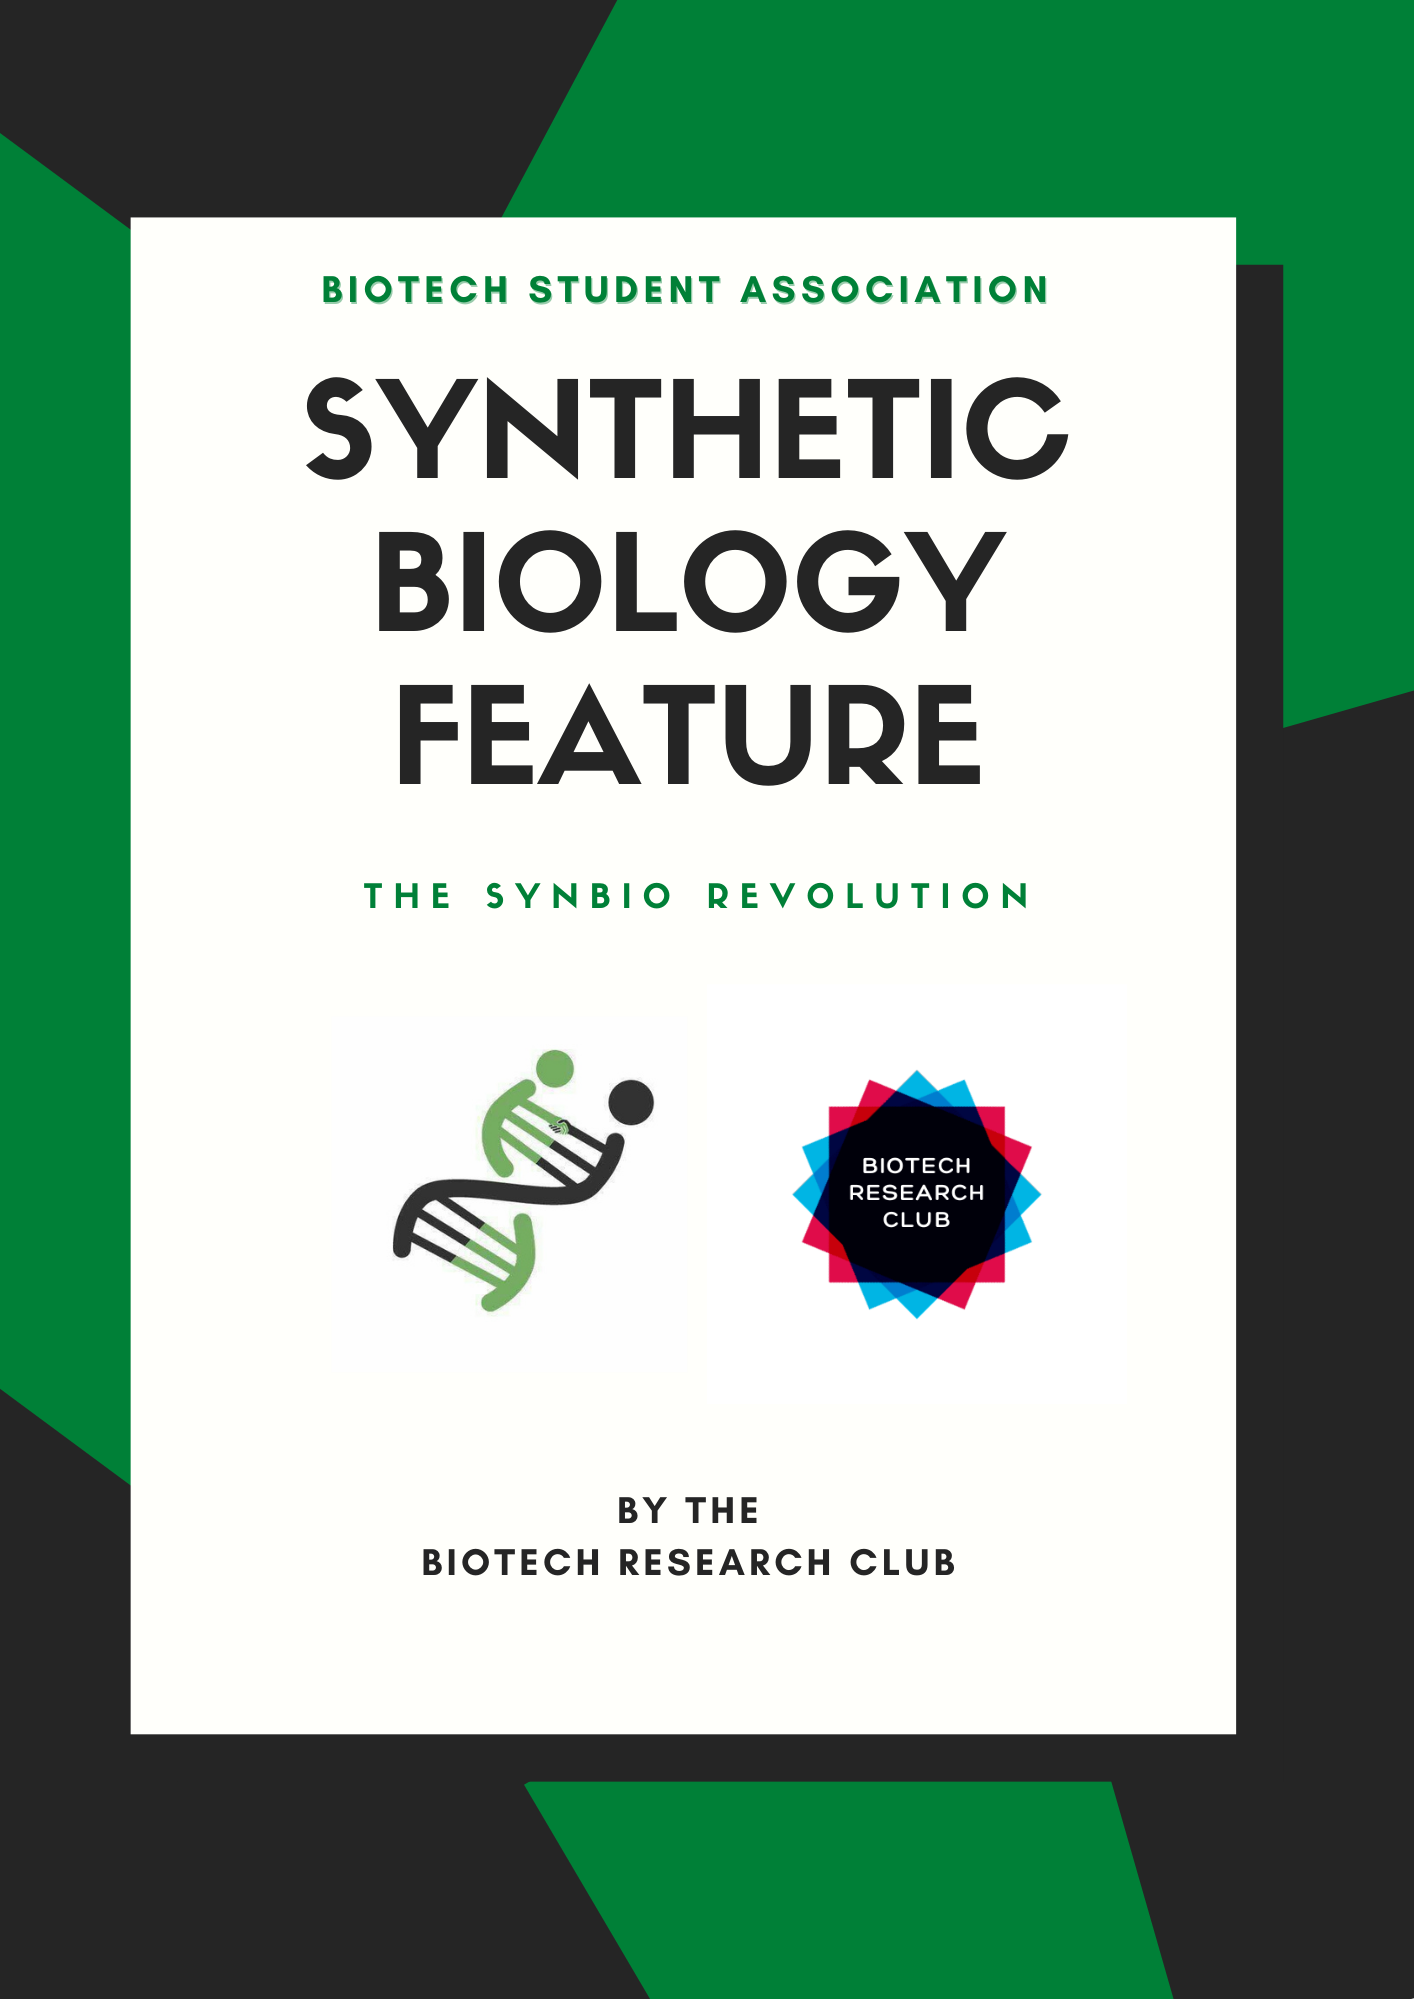 BIOTECH STUDENT ASSOCIATION
SYNTHETIC
BIOLOGY
FEATURE
THE SYNBIO REVOLUTION
BIOTECH
RESEARCH
CLUB
BY THE
BIOTECH RESEARCH CLUB